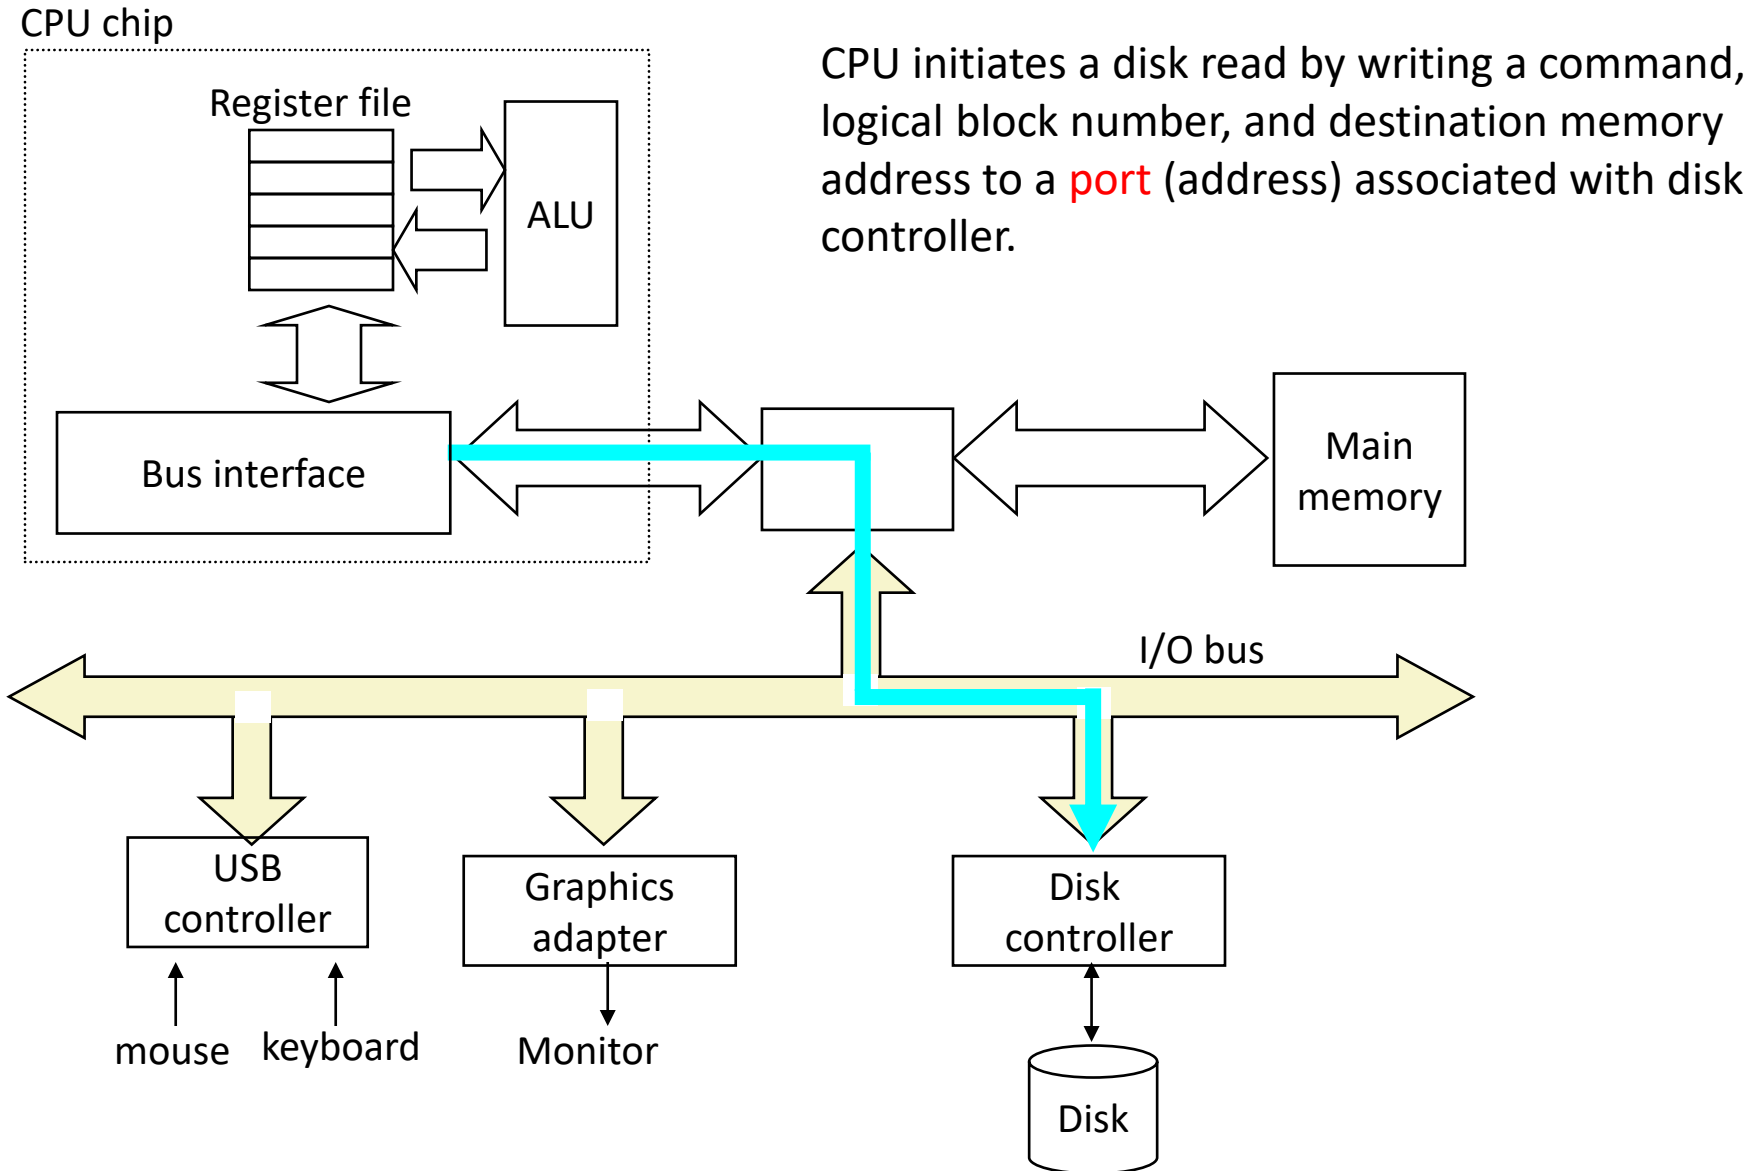 CPU chip
CPU initiates a disk read by writing a command,
logical block number, and destination memory
address to a port (address) associated with disk
controller.
Register file
ALU
Bus interface
Main
memory
I/O bus
USB
controller
Graphics
adapter
Disk
controller
mouse
keyboard
Monitor
Disk